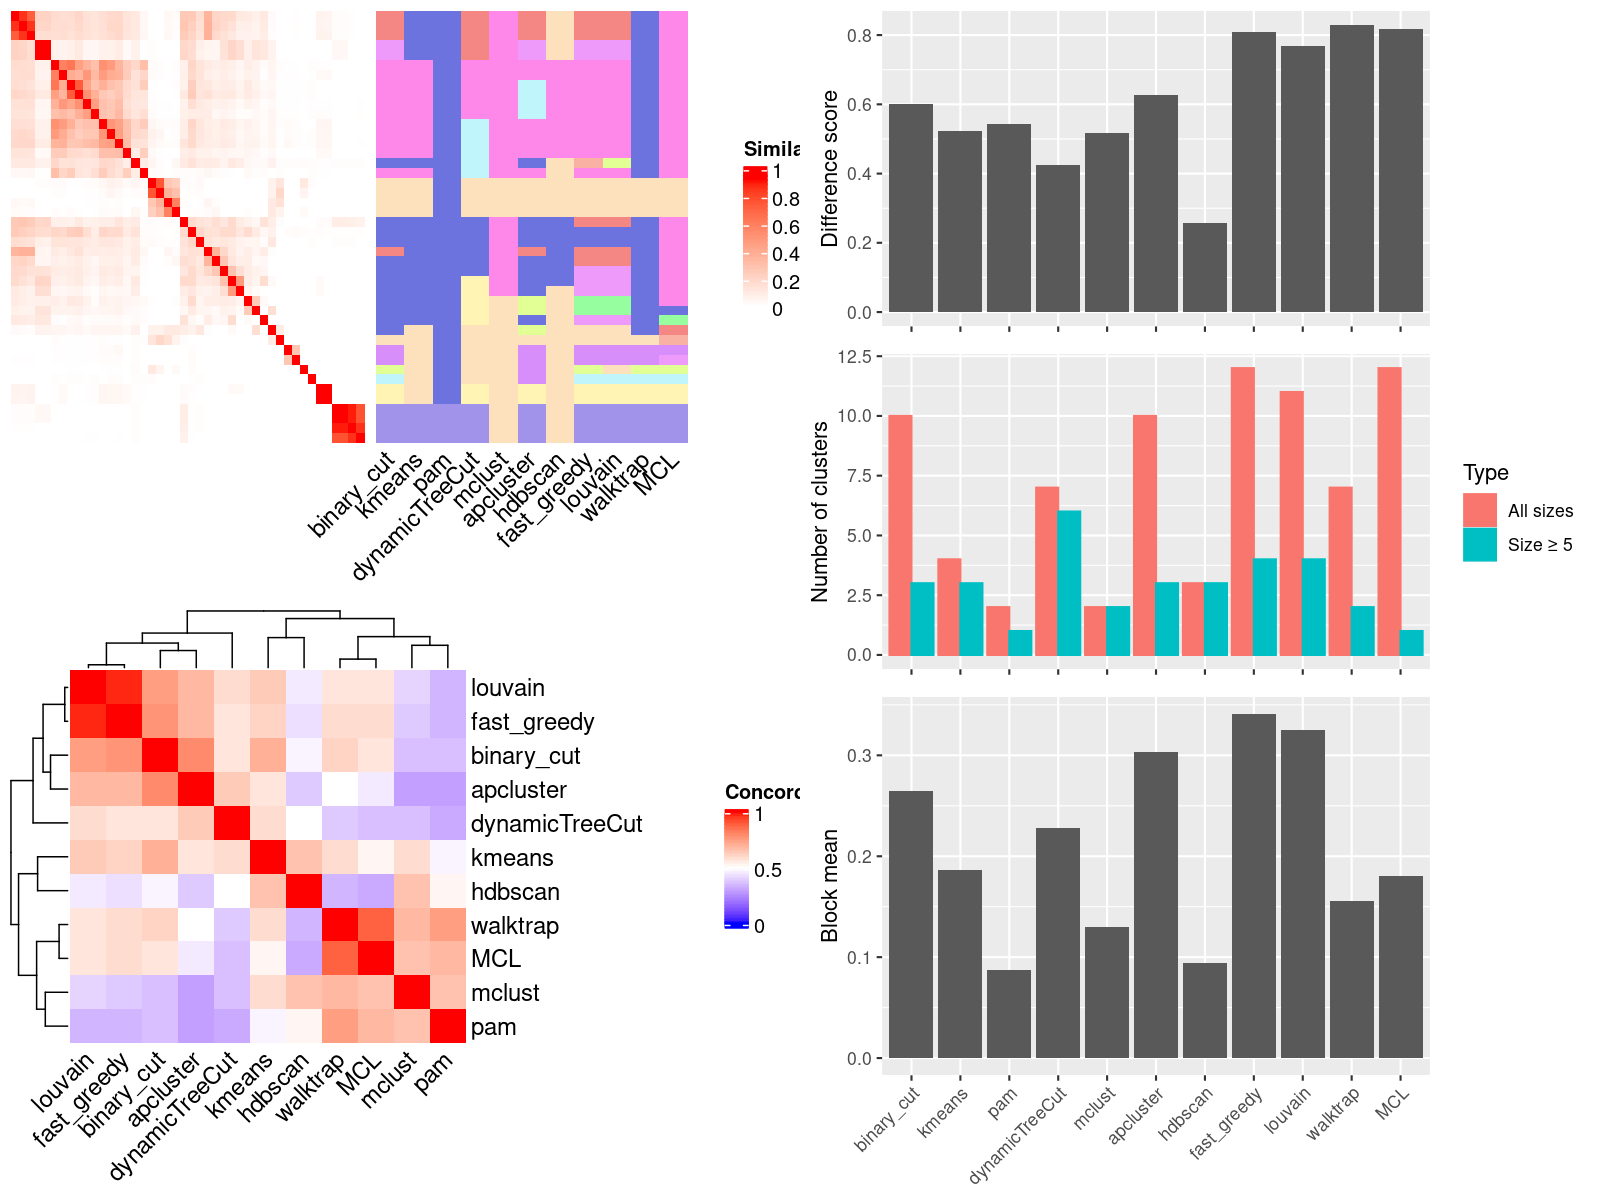 Simila
1
0.8
0.6
0.4
0.2
0
binary_cut
kmeans
pam
dynamicTreeCut
mclust
apcluster
hdbscan
fast_greedy
louvain
walktrap
MCL
louvain
fast_greedy
binary_cut
apcluster
dynamicTreeCut
kmeans
hdbscan
walktrap
MCL
mclust
pam
louvain
fast_greedy
binary_cut
apcluster
dynamicTreeCut
kmeans
hdbscan
walktrap
MCL
mclust
pam
Concord
1
0.5
0
Difference score
0.8
0.6
0.4
0.2
0.0
Number of clusters
12.5
10.0
7.5
5.0
2.5
0.0
Type
All sizes
Size ≥ 5
Block mean
0.3
0.2
0.1
0.0
binary_cut
kmeans
pam
dynamicTreeCut
mclust
apcluster
hdbscan
fast_greedy
louvain
walktrap
MCL